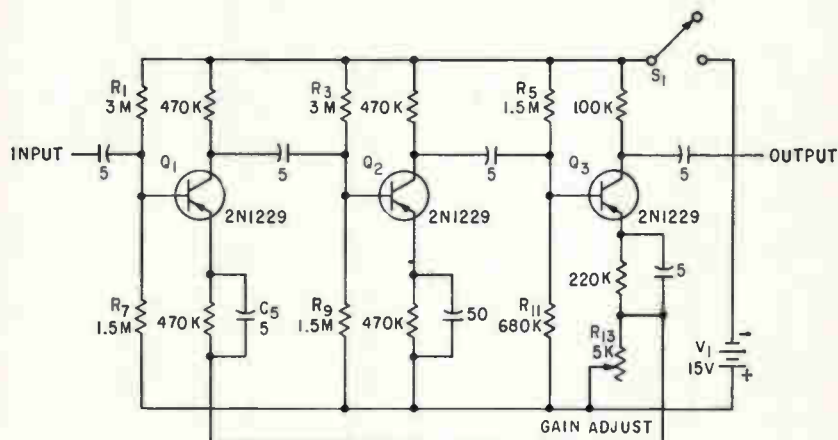 R1
3M
470K
R3
3M
470K
R5
1.5M
100K
S1
INPUT
5
Q1
5
Q2
5
Q3
5
OUTPUT
2N1229
2N1229
2N1229
R7
1.5M
470K
C5
5
R9
1.5M
470K
50
R11
680K
220K
5
R13
5K
V1
15V
-
+
GAIN ADJUST